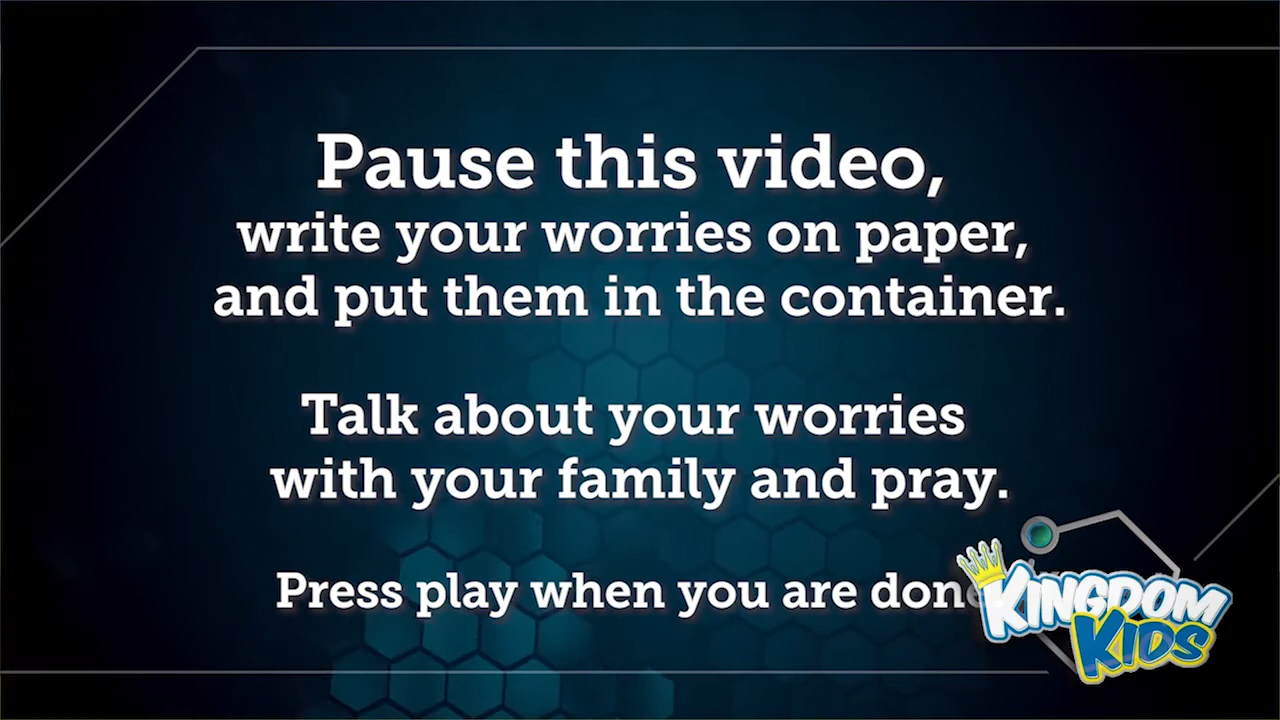 Pause this video,
write your worries on paper,
and put them in the container.
Talk about your worries
with your family and pray.
Press play when you are done
KINGDOM
KIDS